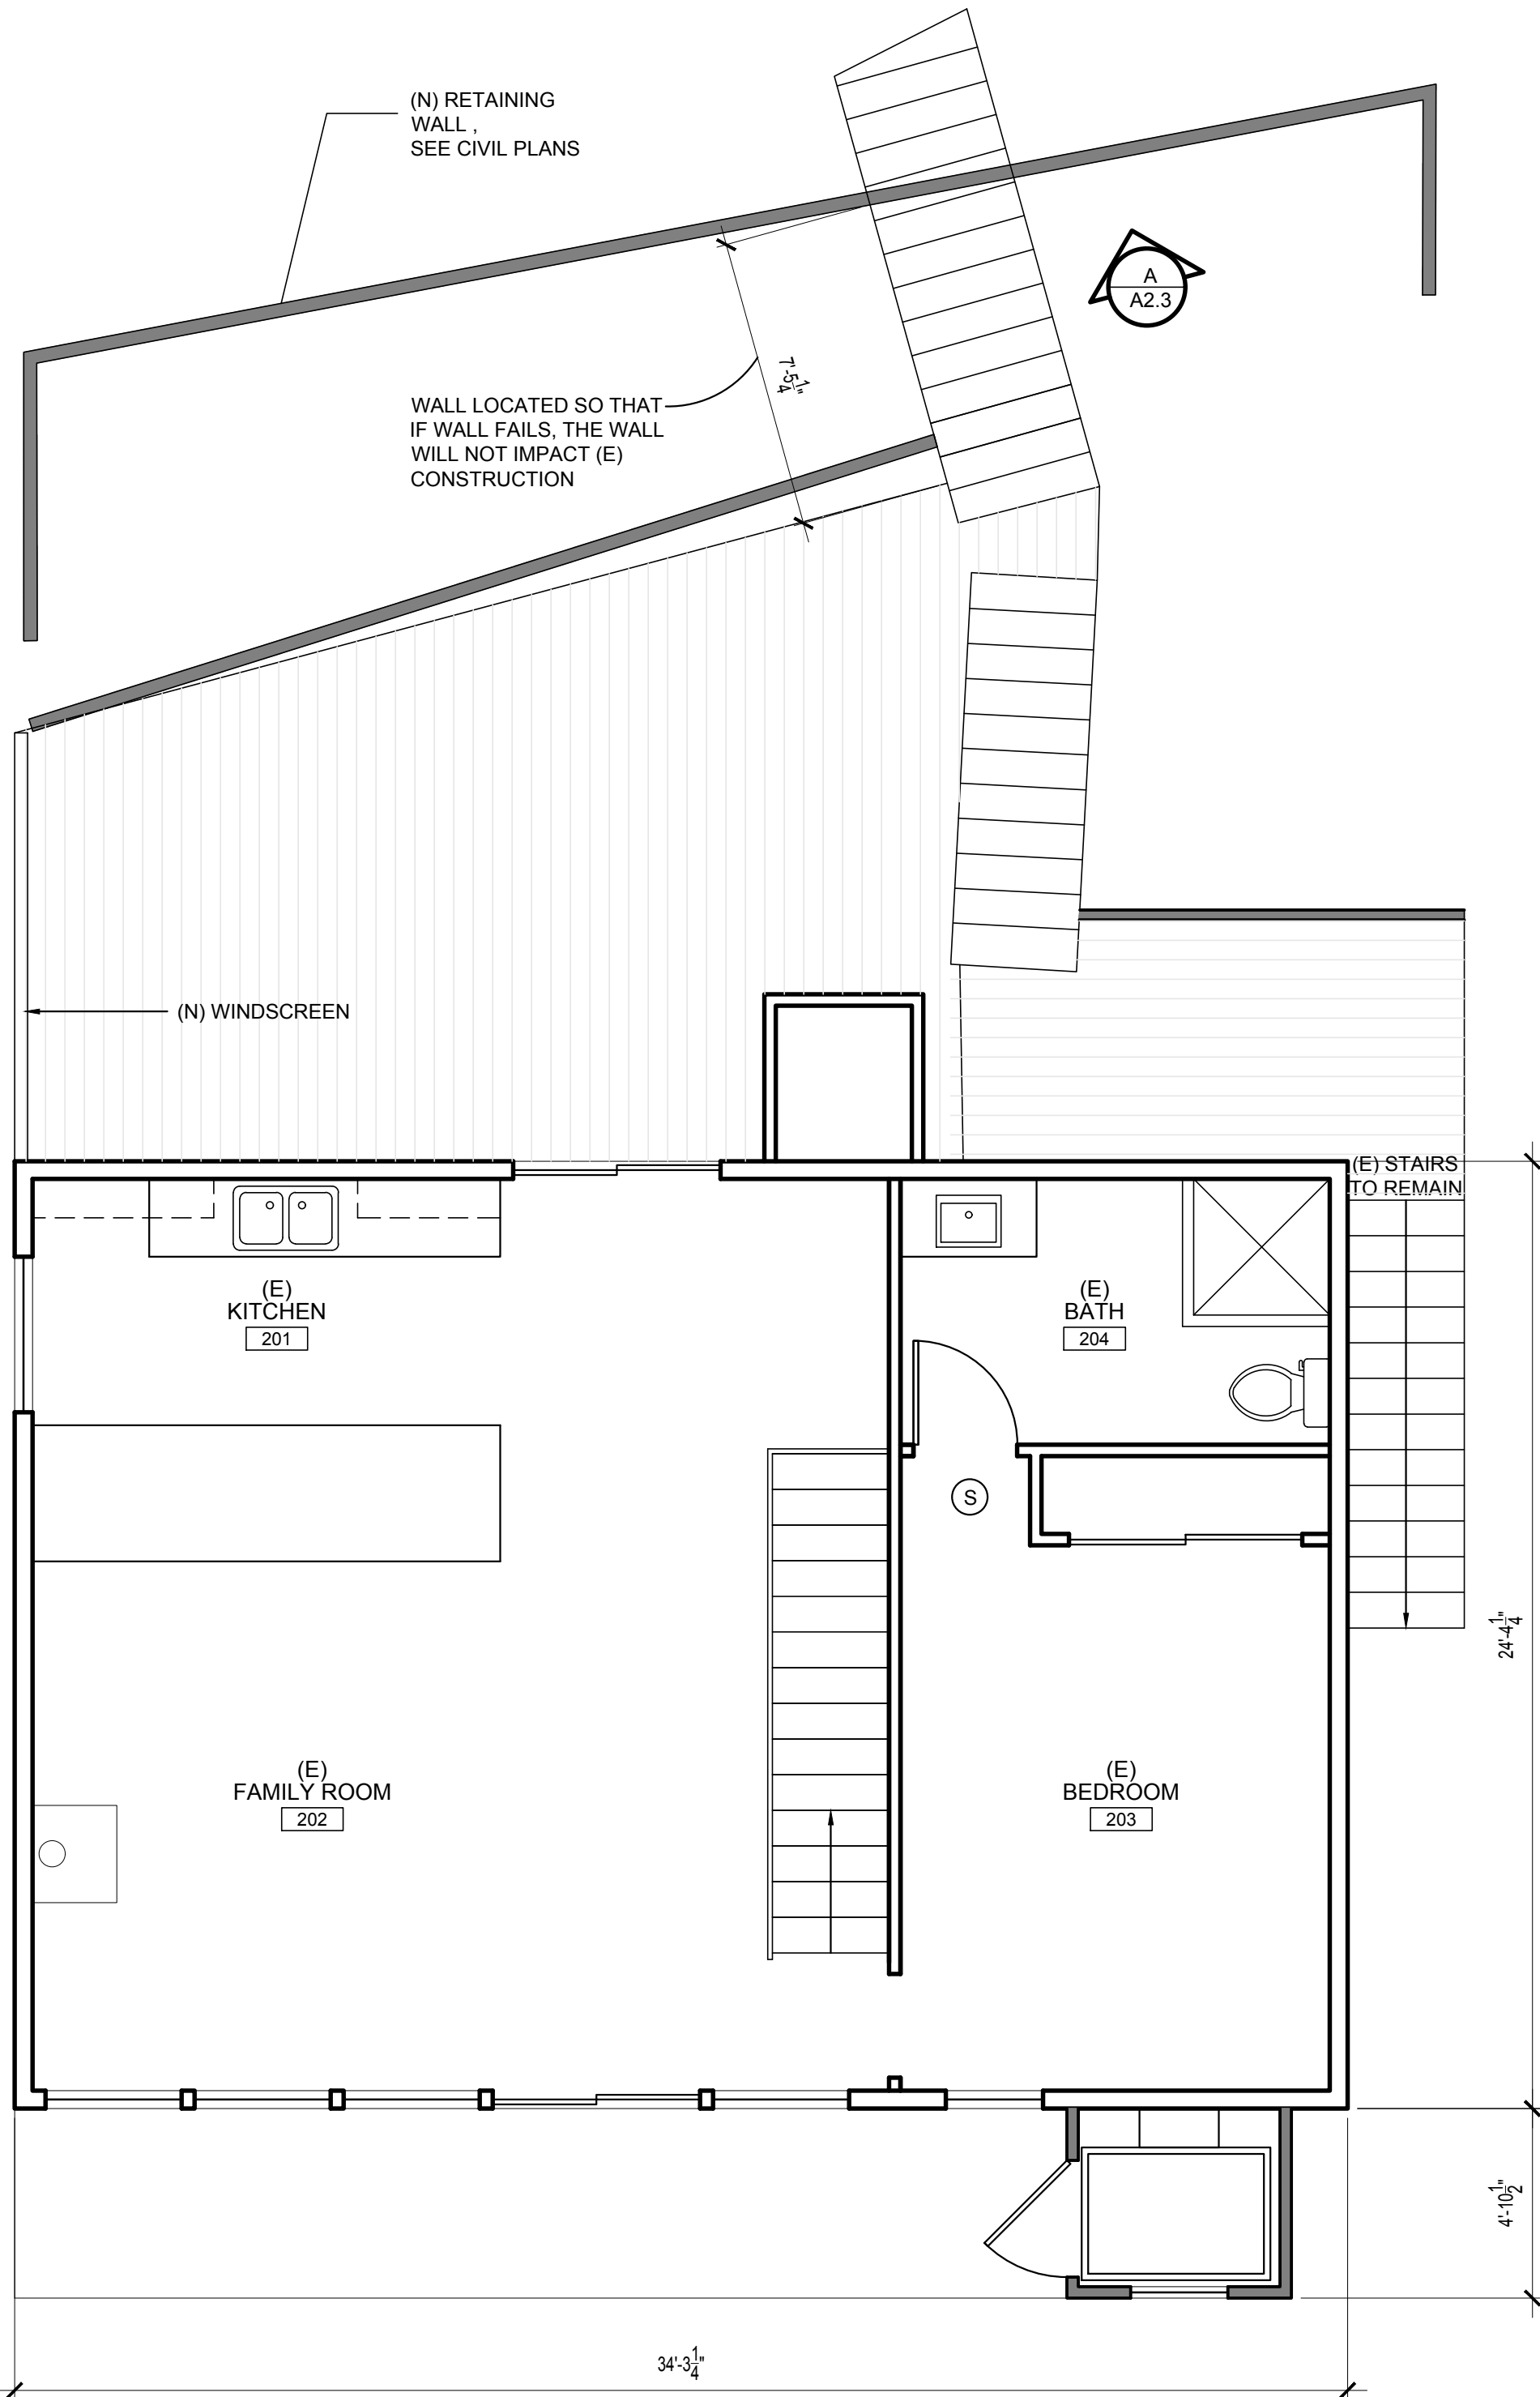 (N) RETAINING
WALL ,
SEE CIVIL PLANS
A
A2.3
7'-5 1/4"
WALL LOCATED SO THAT
IF WALL FAILS, THE WALL
WILL NOT IMPACT (E)
CONSTRUCTION
(N) WINDSCREEN
(E) STAIRS
TO REMAIN
(E)
KITCHEN
201
(E)
BATH
204
S
24'-4 1/4"
(E)
FAMILY ROOM
202
(E)
BEDROOM
203
4'-10 1/2"
34'-3 1/4"